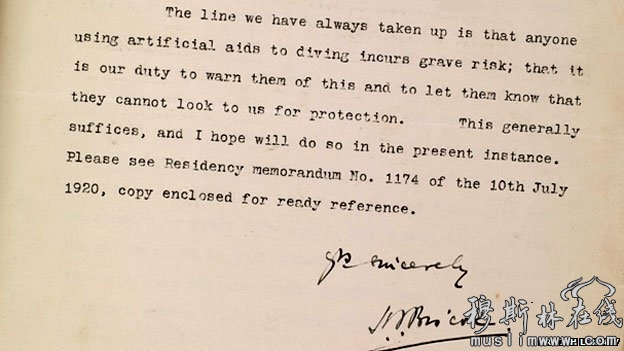 The line we have always taken up is that anyone
using artificial aids to diving incurs grave risk; that it
is our duty to warn them of this and to let them know that
they cannot look to us for protection. This generally
suffices, and I hope will do so in the present instance.
Please see Residency memorandum No. 1174 of the 10th July
1920, copy enclosed for ready reference.
sincerely
穆斯林在线